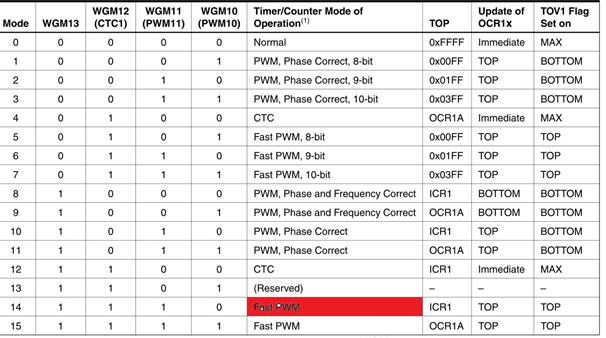 Mode WGM13 WGM12 (CTC1) WGM11 (PWM11) WGM10 (PWM10) Timer/Counter Mode of Operation(1) TOP Update of OCR1x TOV1 Flag Set on
0 0 0 0 0 Normal 0xFFFF Immediate MAX
1 0 0 0 1 PWM, Phase Correct, 8-bit 0x00FF TOP BOTTOM
2 0 0 1 0 PWM, Phase Correct, 9-bit 0x01FF TOP BOTTOM
3 0 0 1 1 PWM, Phase Correct, 10-bit 0x03FF TOP BOTTOM
4 0 1 0 0 CTC OCR1A Immediate MAX
5 0 1 0 1 Fast PWM, 8-bit 0x00FF TOP TOP
6 0 1 1 0 Fast PWM, 9-bit 0x01FF TOP TOP
7 0 1 1 1 Fast PWM, 10-bit 0x03FF TOP TOP
8 1 0 0 0 PWM, Phase and Frequency Correct ICR1 BOTTOM BOTTOM
9 1 0 0 1 PWM, Phase and Frequency Correct OCR1A BOTTOM BOTTOM
10 1 0 1 0 PWM, Phase Correct ICR1 TOP BOTTOM
11 1 0 1 1 PWM, Phase Correct OCR1A TOP BOTTOM
12 1 1 0 0 CTC ICR1 Immediate MAX
13 1 1 0 1 (Reserved) – – –
14 1 1 1 0 Fast PWM ICR1 TOP TOP
15 1 1 1 1 Fast PWM OCR1A TOP TOP